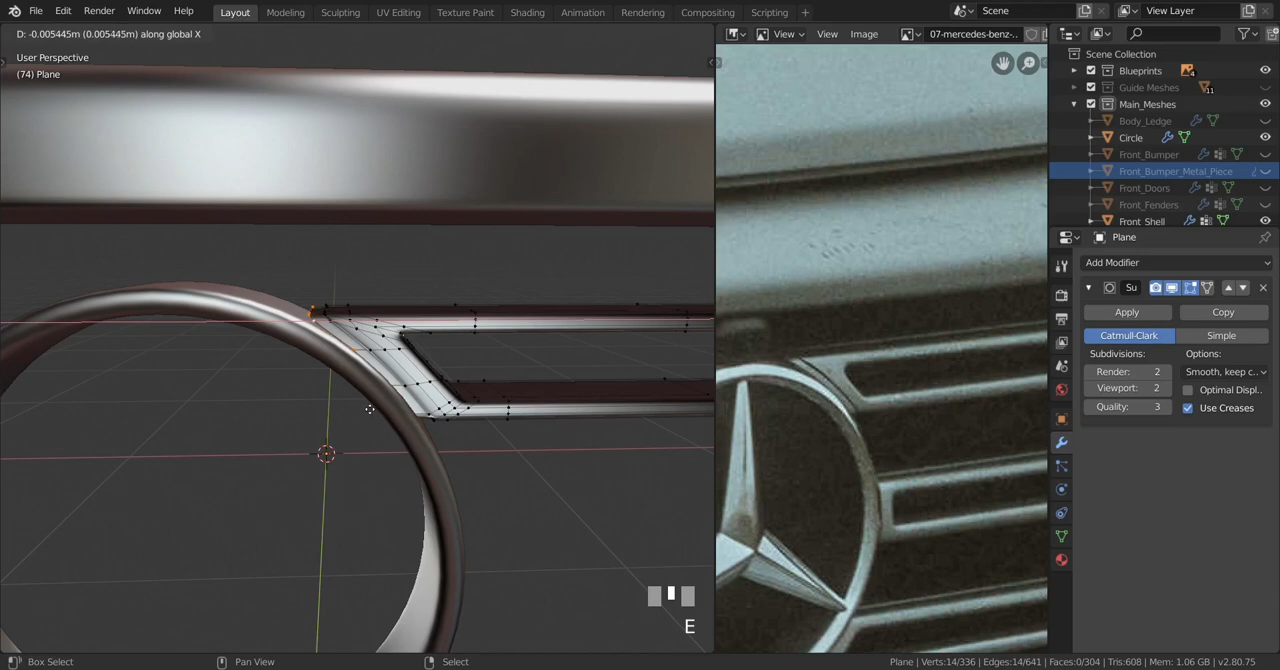 File Edit Render Window Help Layout Modeling Sculpting UV Editing Texture Paint Shading Animation Rendering Compositing Scripting + Scene View Layer
D: -0.005445m (0.005445m) along global X
View View Image 07-mercedes-benz-..
User Perspective
(74) Plane
Scene Collection
Blueprints 4
Guide Meshes 11
Main_Meshes
Body_Ledge
Circle
Front_Bumper
Front_Bumper_Metal_Piece
Front_Doors
Front_Fenders
Front_Shell
Plane
Add Modifier
Su
Apply Copy
Catmull-Clark Simple
Subdivisions: Options:
Render: 2 Smooth, keep c..
Viewport: 2 Optimal Displ..
Quality: 3 Use Creases
E
Box Select Pan View Select Plane | Verts:14/336 | Edges:14/641 | Faces:0/304 | Tris:608 | Mem: 1.06 GB | v2.80.75